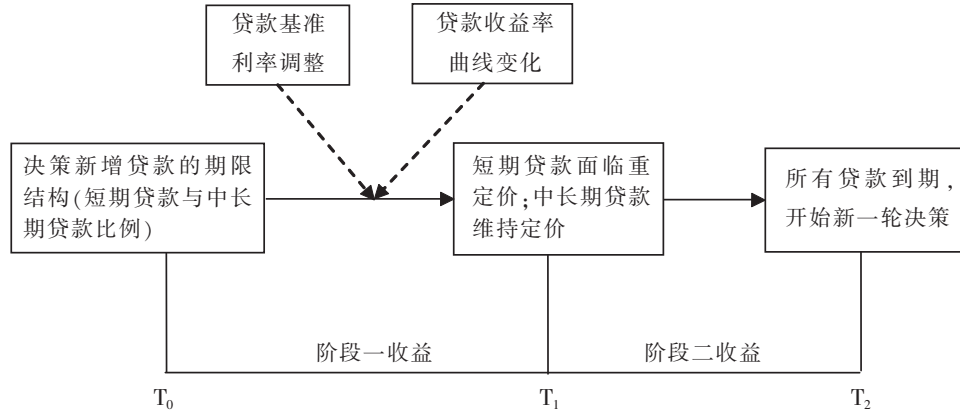 贷款基准
利率调整
贷款收益率
曲线变化
决策新增贷款的期限
结构(短期贷款与中长
期贷款比例)
短期贷款面临重
定价;中长期贷款
维持定价
所有贷款到期,
开始新一轮决策
阶段一收益
阶段二收益
T₀
T₁
T₂